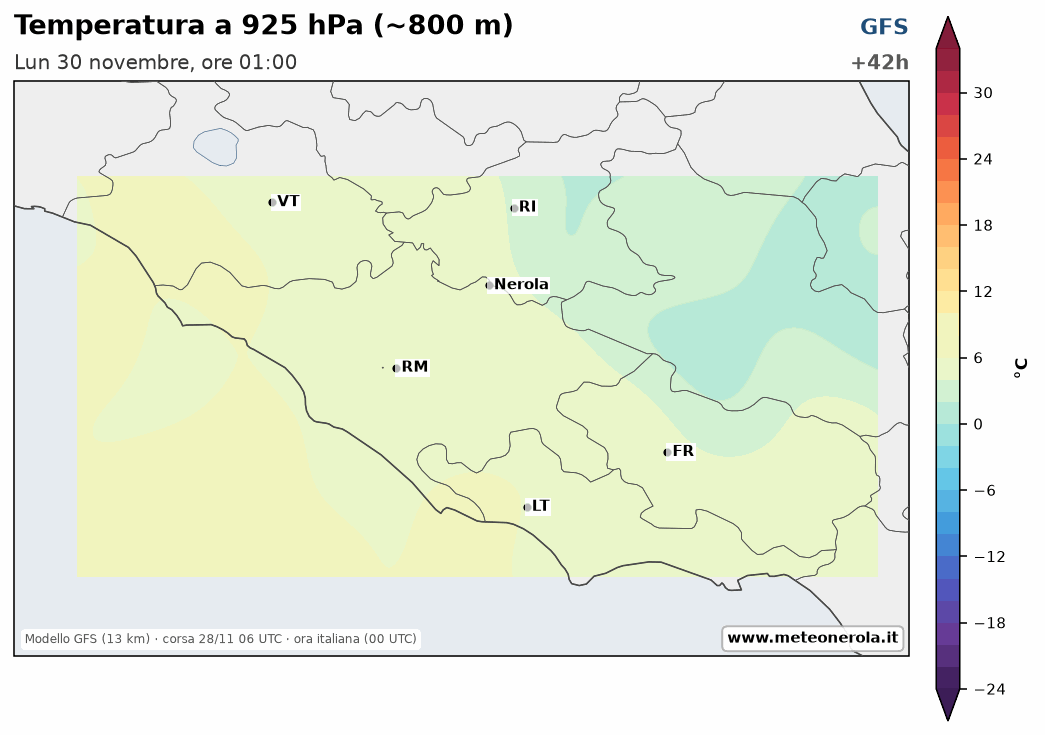 Temperatura a 925 hPa (~800 m)
GFS
Lun 30 novembre, ore 01:00
+42h
VT
RI
Nerola
RM
FR
LT
30
24
18
12
6
0
−6
−12
−18
−24
°C
Modello GFS (13 km) · corsa 28/11 06 UTC · ora italiana (00 UTC)
www.meteonerola.it